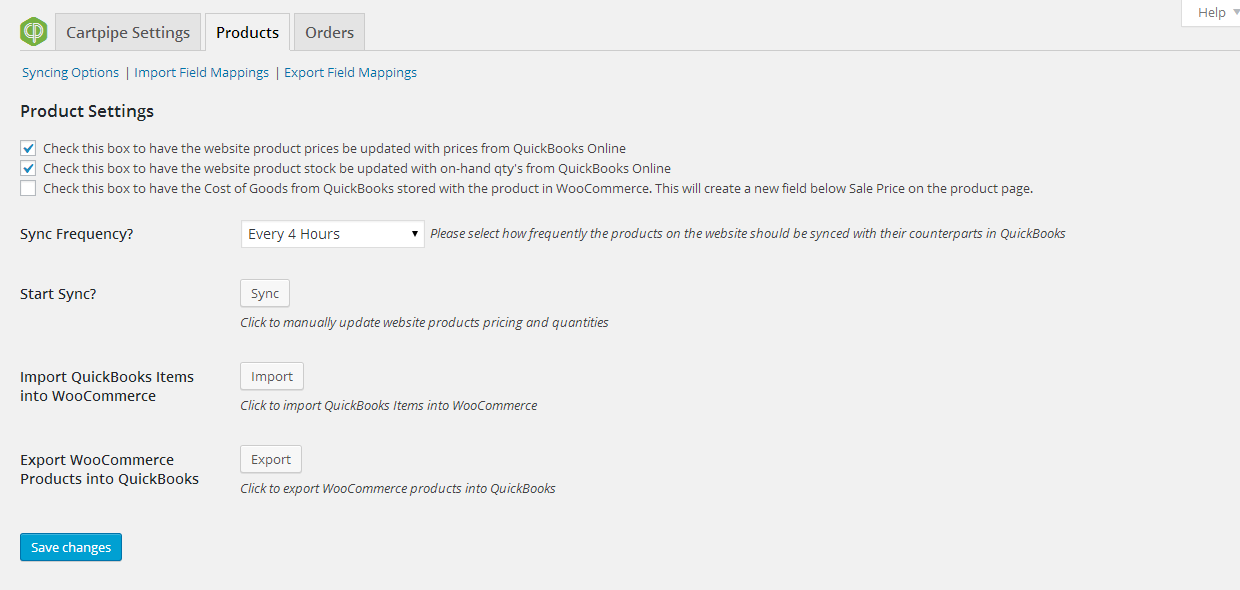 Help
Cartpipe Settings Products Orders
Syncing Options | Import Field Mappings | Export Field Mappings
Product Settings
Check this box to have the website product prices be updated with prices from QuickBooks Online
Check this box to have the website product stock be updated with on-hand qty's from QuickBooks Online
Check this box to have the Cost of Goods from QuickBooks stored with the product in WooCommerce. This will create a new field below Sale Price on the product page.
Sync Frequency? Every 4 Hours Please select how frequently the products on the website should be synced with their counterparts in QuickBooks
Start Sync? Sync
Click to manually update website products pricing and quantities
Import QuickBooks Items
into WooCommerce
Import
Click to import QuickBooks Items into WooCommerce
Export WooCommerce
Products into QuickBooks
Export
Click to export WooCommerce products into QuickBooks
Save changes